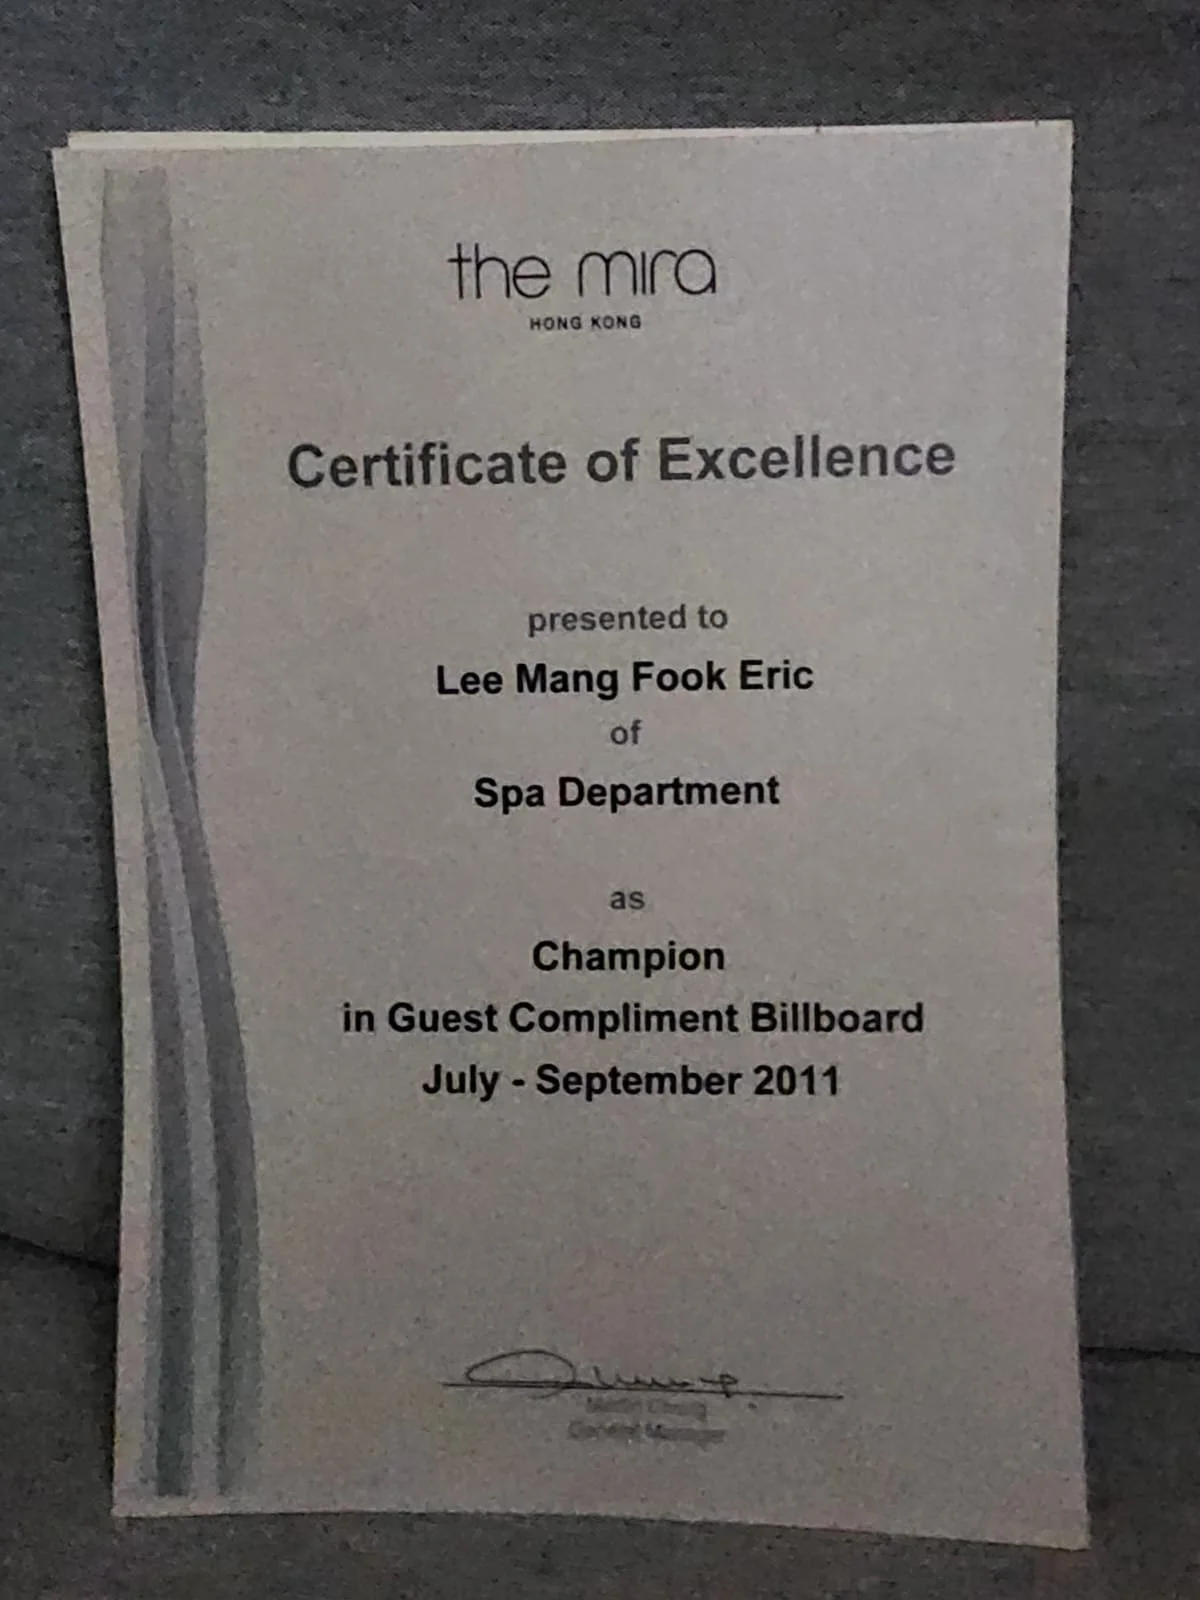 the mira
HONG KONG
Certificate of Excellence
presented to
Lee Mang Fook Eric
of
Spa Department
as
Champion
in Guest Compliment Billboard
July - September 2011
General Manager